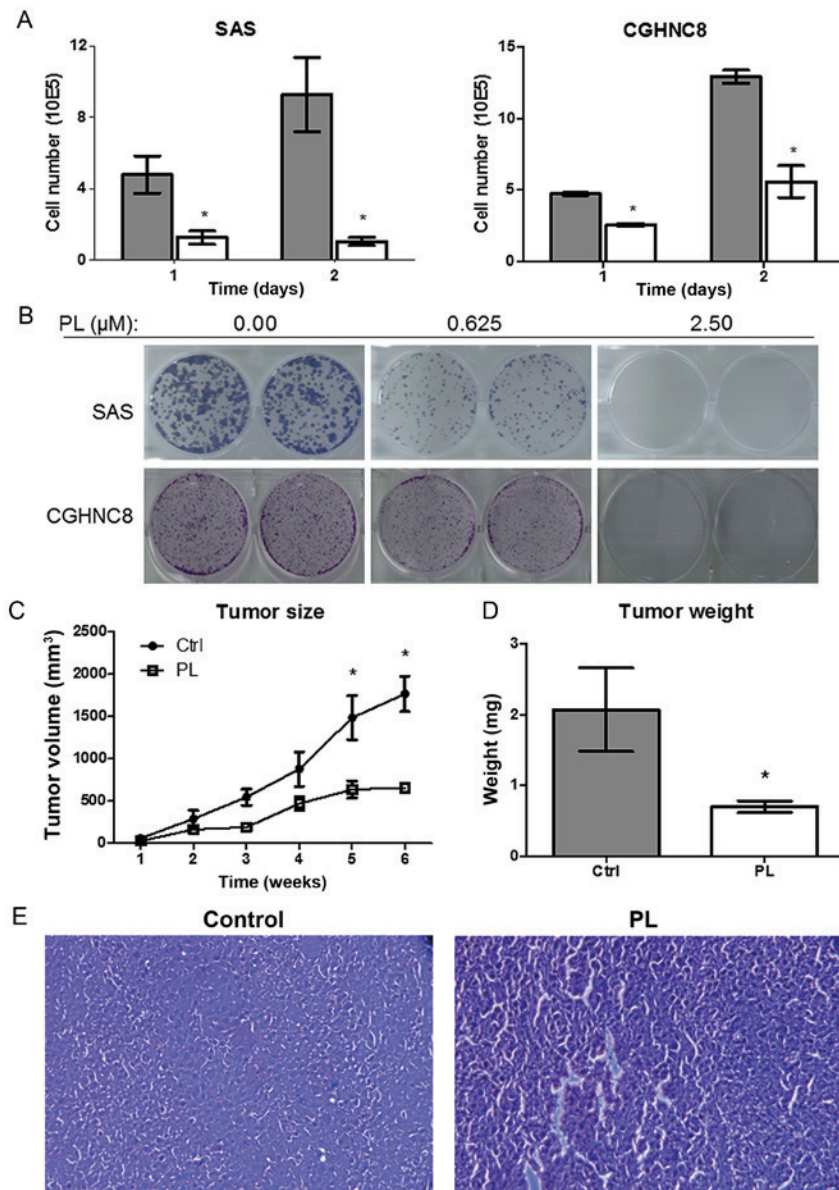 A
SAS
Cell number (10E5)
12
8
4
0
*
*
1
2
Time (days)
CGHNC8
Cell number (10E5)
15
10
5
0
*
*
1
2
Time (days)
B
PL (µM): 0.00 0.625 2.50
SAS
CGHNC8
C
Tumor size
Tumor volume (mm³)
2500
2000
1500
1000
500
0
Ctrl
PL
* *
1 2 3 4 5 6
Time (weeks)
D
Tumor weight
Weight (mg)
3
2
1
0
*
Ctrl PL
E
Control PL